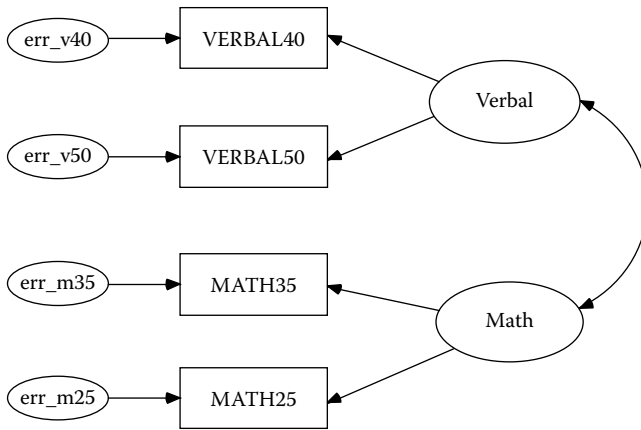 err_v40
VERBAL40
Verbal
err_v50
VERBAL50
err_m35
MATH35
Math
err_m25
MATH25